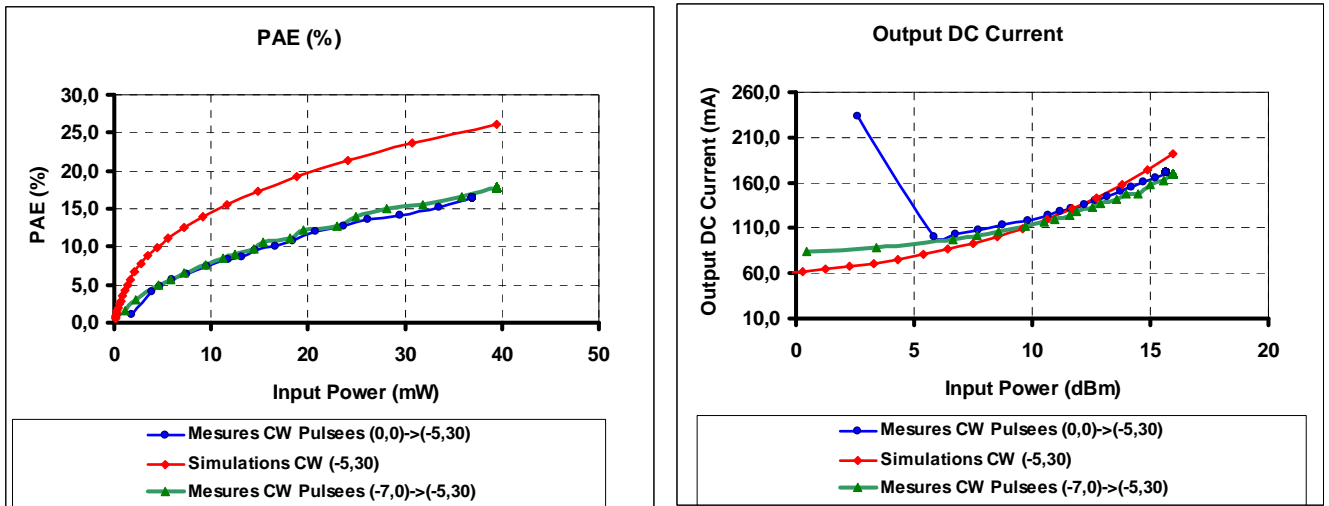 PAE (%)
30,0
25,0
20,0
15,0
10,0
5,0
0,0
PAE (%)
0 10 20 30 40 50
Input Power (mW)
Mesures CW Pulsees (0,0)->(-5,30)
Simulations CW (-5,30)
Mesures CW Pulsees (-7,0)->(-5,30)
Output DC Current
260,0
210,0
160,0
110,0
60,0
10,0
Output DC Current (mA)
0 5 10 15 20
Input Power (dBm)
Mesures CW Pulsees (0,0)->(-5,30)
Simulations CW (-5,30)
Mesures CW Pulsees (-7,0)->(-5,30)